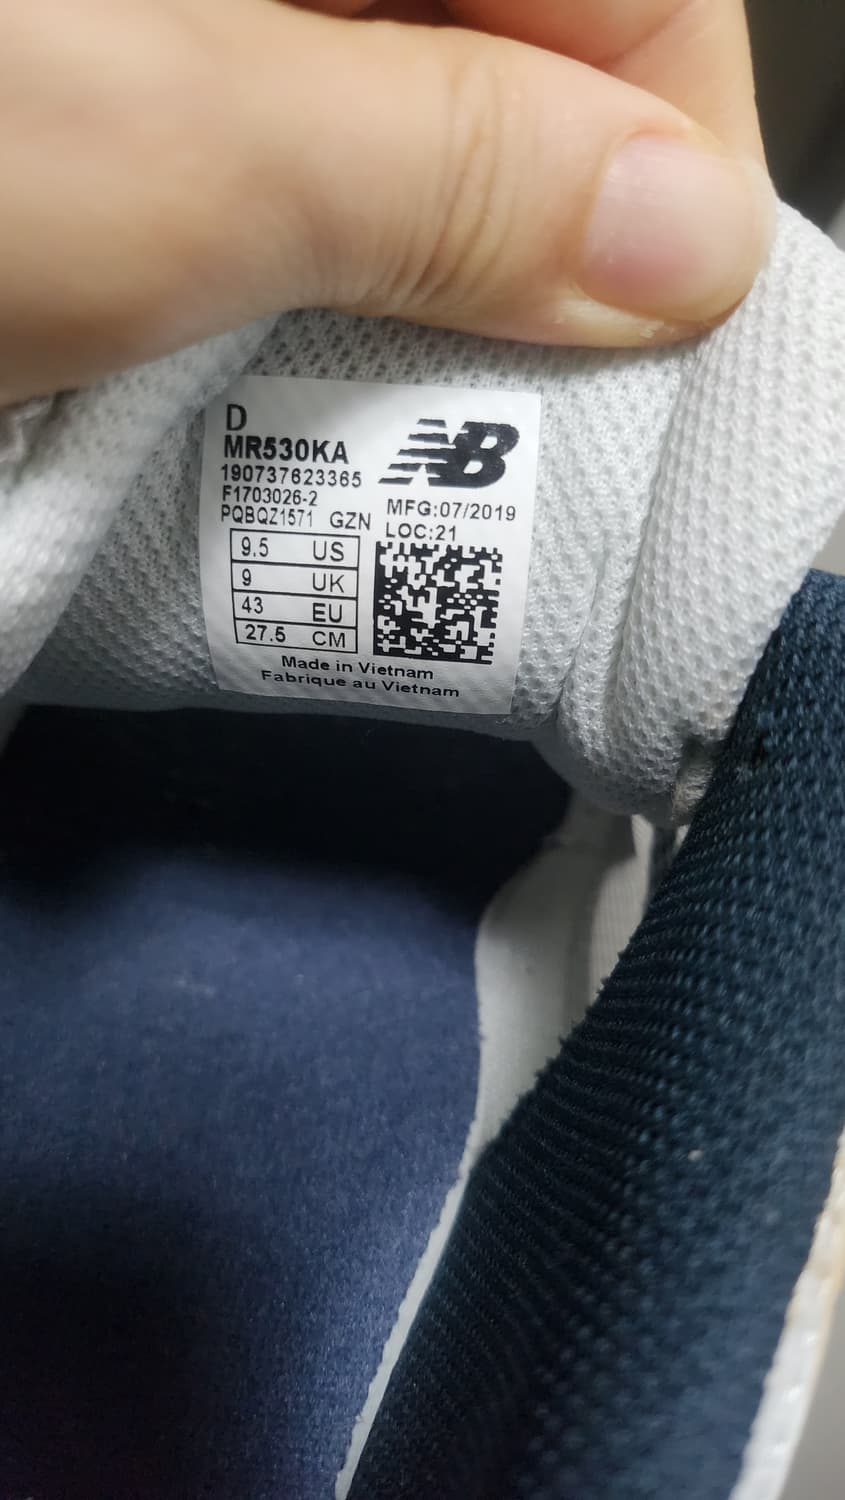 D
MR530KA
190737623365
F1703026-2
PQBQZ1571 GZN
NB
MFG:07/2019
LOC:21
9.5 US
9 UK
43 EU
27.5 CM
Made in Vietnam
Fabrique au Vietnam